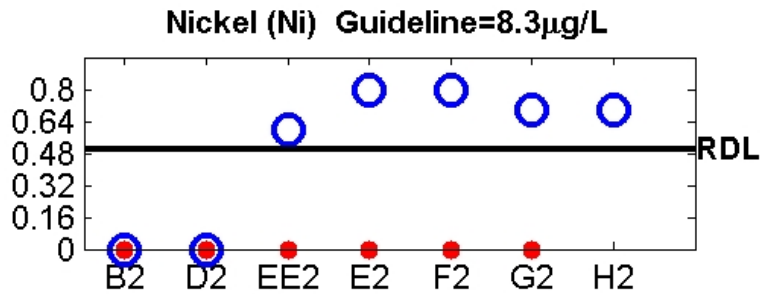 Nickel (Ni) Guideline=8.3μg/L
0.8
0.64
0.48
RDL
0.32
0.16
0
B2 D2 EE2 E2 F2 G2 H2